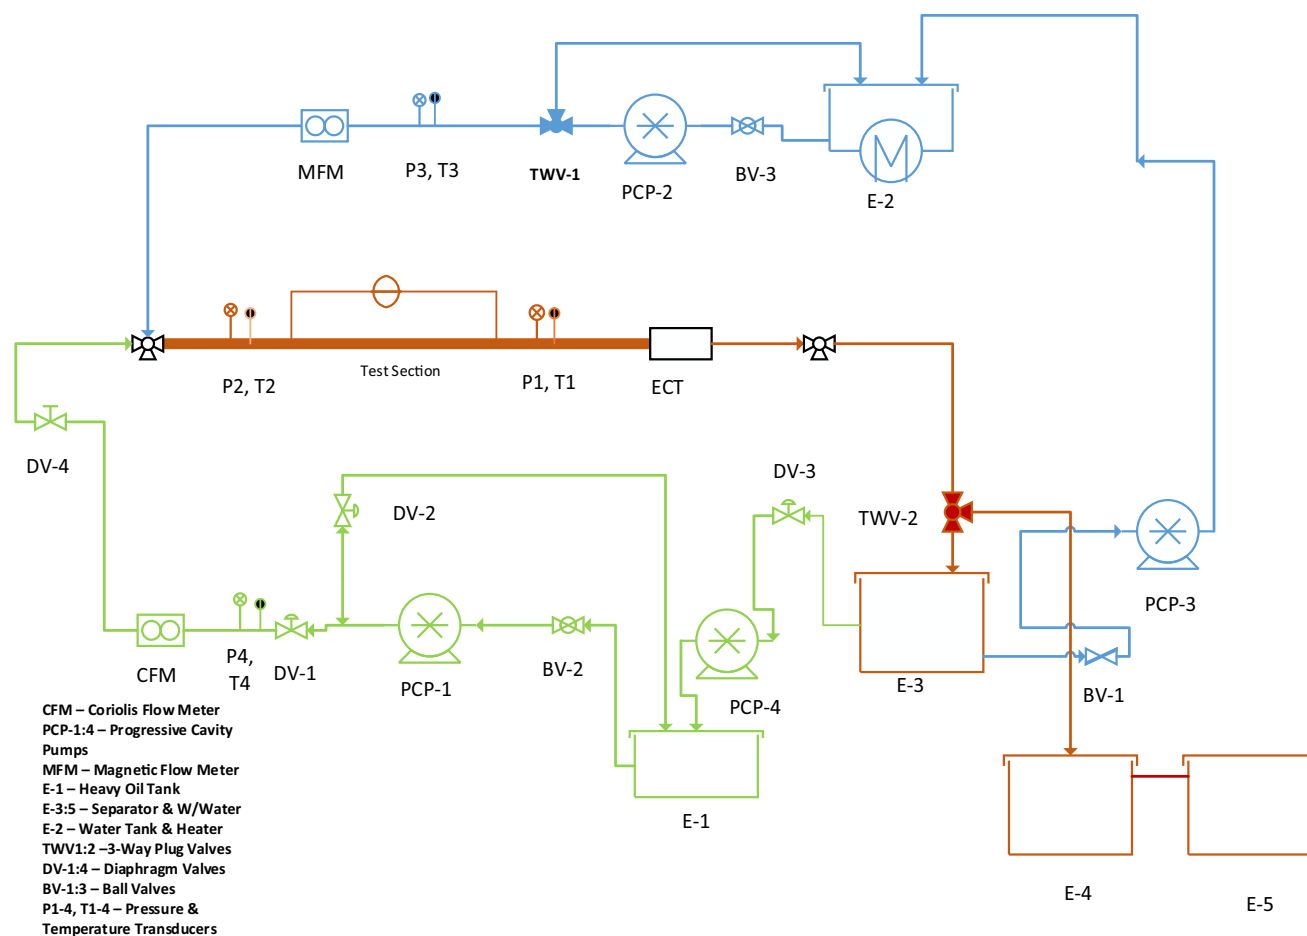 MFM
P3, T3
TWV-1
PCP-2
BV-3
E-2
P2, T2
Test Section
P1, T1
ECT
DV-4
DV-2
DV-3
TWV-2
PCP-3
CFM
P4,
T4
DV-1
PCP-1
BV-2
PCP-4
E-3
BV-1
E-1
E-4
E-5
CFM – Coriolis Flow Meter
PCP-1:4 – Progressive Cavity
Pumps
MFM – Magnetic Flow Meter
E-1 – Heavy Oil Tank
E-3:5 – Separator & W/Water
E-2 – Water Tank & Heater
TWV1:2 –3-Way Plug Valves
DV-1:4 – Diaphragm Valves
BV-1:3 – Ball Valves
P1-4, T1-4 – Pressure &
Temperature Transducers